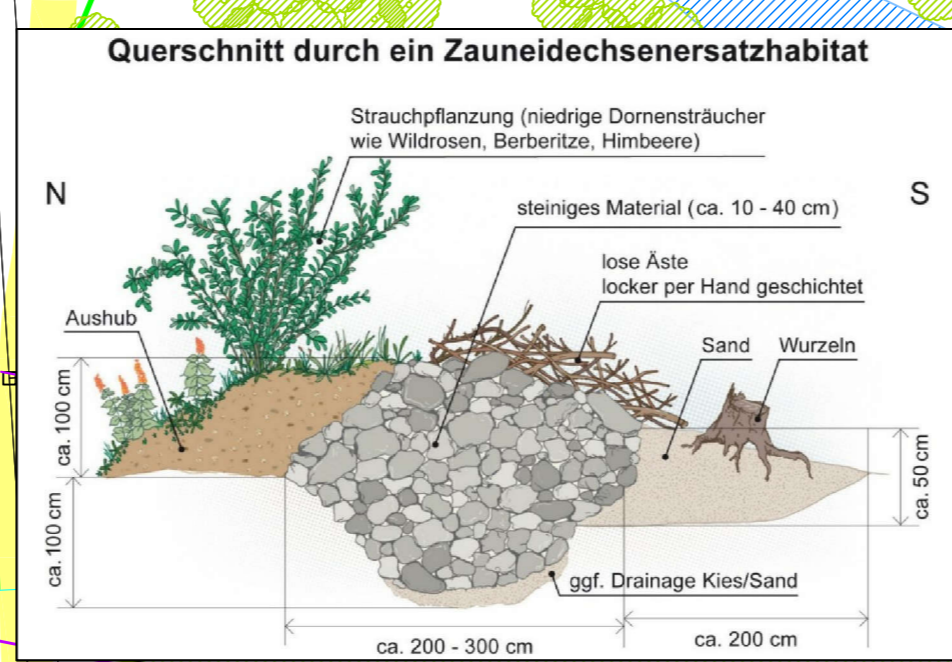 Querschnitt durch ein Zauneidechsenersatzhabitat
Strauchpflanzung (niedrige Dornensträucher
wie Wildrosen, Berberitze, Himbeere)
N
S
steiniges Material (ca. 10 - 40 cm)
lose Äste
locker per Hand geschichtet
Aushub
Sand
Wurzeln
ca. 100 cm
ca. 50 cm
ca. 100 cm
ggf. Drainage Kies/Sand
ca. 200 - 300 cm
ca. 200 cm